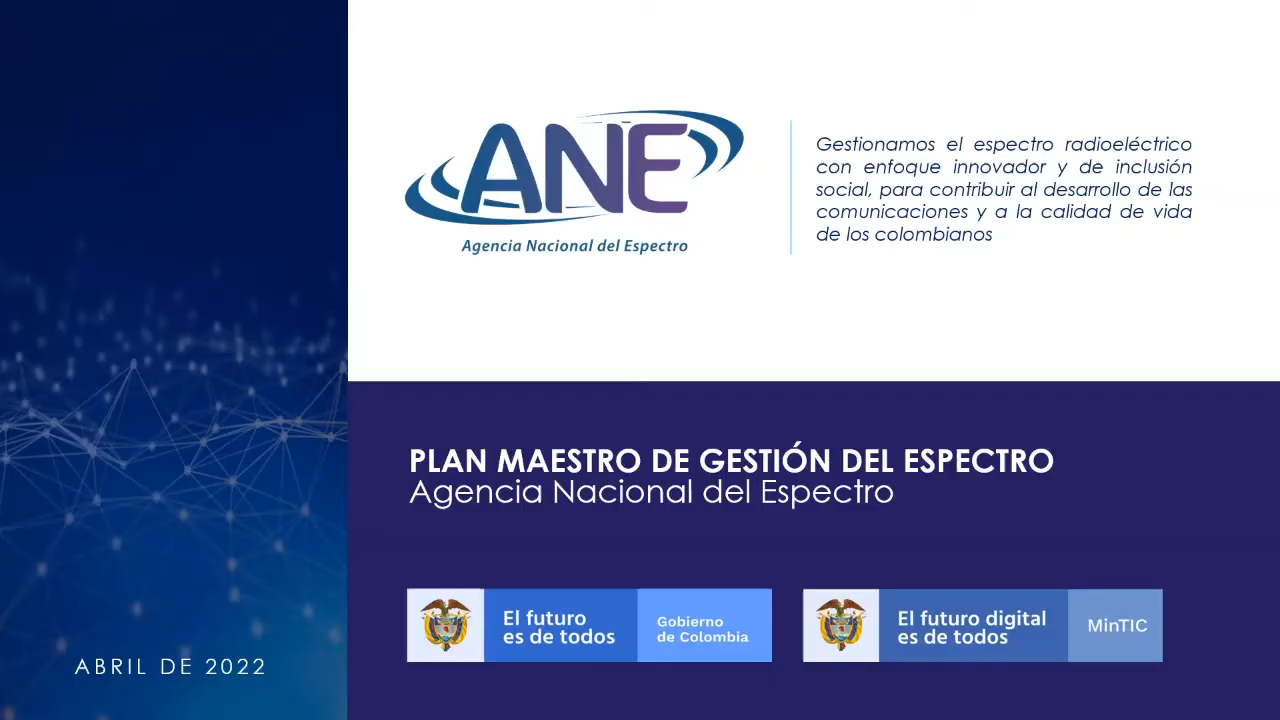 ANE
Agencia Nacional del Espectro
Gestionamos el espectro radioeléctrico
con enfoque innovador y de inclusión
social, para contribuir al desarrollo de las
comunicaciones y a la calidad de vida
de los colombianos
PLAN MAESTRO DE GESTIÓN DEL ESPECTRO
Agencia Nacional del Espectro
El futuro
es de todos
Gobierno
de Colombia
El futuro digital
es de todos
MinTIC
ABRIL DE 2022